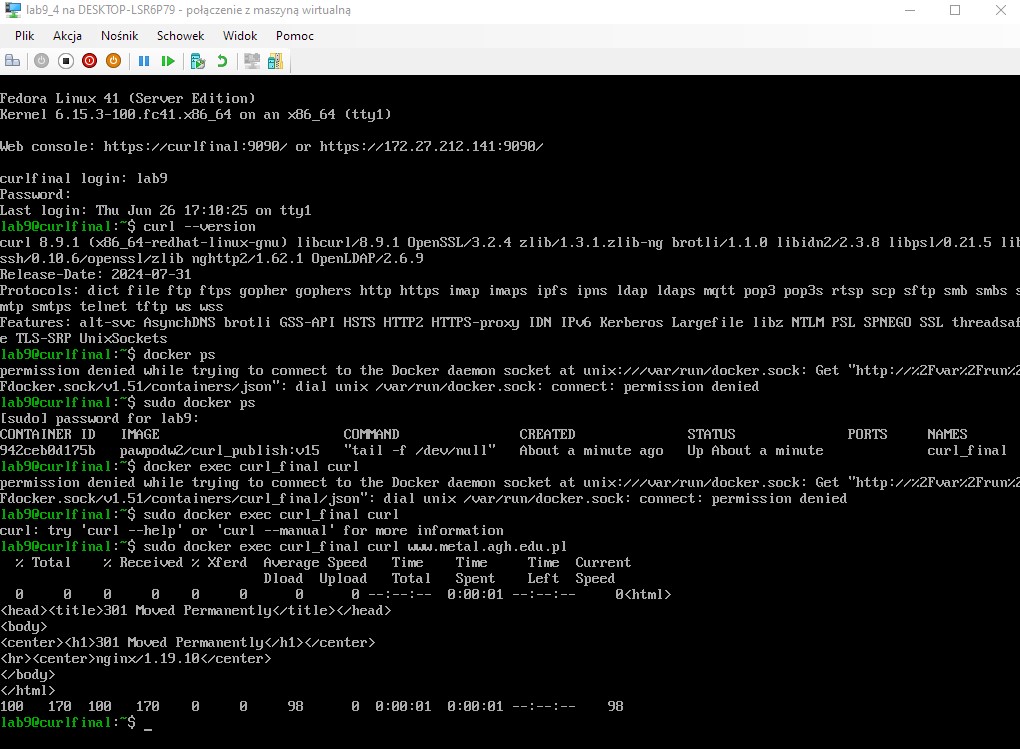 lab9_4 na DESKTOP-LSR6P79 - połączenie z maszyną wirtualną
Plik Akcja Nośnik Schowek Widok Pomoc
Fedora Linux 41 (Server Edition)
Kernel 6.15.3-100.fc41.x86_64 on an x86_64 (tty1)
Web console: https://curlfinal:9090/ or https://172.27.212.141:9090/
curlfinal login: lab9
Password:
Last login: Thu Jun 26 17:10:25 on tty1
lab9@curlfinal:~$ curl --version
curl 8.9.1 (x86_64-redhat-linux-gnu) libcurl/8.9.1 OpenSSL/3.2.4 zlib/1.3.1.zlib-ng brotli/1.1.0 libidn2/2.3.8 libpsl/0.21.5 lib
ssh/0.10.6/openssl/zlib nghttp2/1.62.1 OpenLDAP/2.6.9
Release-Date: 2024-07-31
Protocols: dict file ftp ftps gopher gophers http https imap imaps ipfs ipns ldap ldaps mqtt pop3 pop3s rtsp scp sftp smb smbs s
mtp smtps telnet tftp ws wss
Features: alt-svc AsynchDNS brotli GSS-API HSTS HTTP2 HTTPS-proxy IDN IPv6 Kerberos Largefile libz NTLM PSL SPNEGO SSL threadsaf
e TLS-SRP UnixSockets
lab9@curlfinal:~$ docker ps
permission denied while trying to connect to the Docker daemon socket at unix:///var/run/docker.sock: Get "http://%2Fvar%2Frun%2
Fdocker.sock/v1.51/containers/json": dial unix /var/run/docker.sock: connect: permission denied
lab9@curlfinal:~$ sudo docker ps
[sudo] password for lab9:
CONTAINER ID IMAGE COMMAND CREATED STATUS PORTS NAMES
942ceb0d175b pawpodw2/curl_publish:v15 "tail -f /dev/null" About a minute ago Up About a minute curl_final
lab9@curlfinal:~$ docker exec curl_final curl
permission denied while trying to connect to the Docker daemon socket at unix:///var/run/docker.sock: Get "http://%2Fvar%2Frun%2
Fdocker.sock/v1.51/containers/curl_final/json": dial unix /var/run/docker.sock: connect: permission denied
lab9@curlfinal:~$ sudo docker exec curl_final curl
curl: try 'curl --help' or 'curl --manual' for more information
lab9@curlfinal:~$ sudo docker exec curl_final curl www.metal.agh.edu.pl
% Total % Received % Xferd Average Speed Time Time Time Current
Dload Upload Total Spent Left Speed
0 0 0 0 0 0 0 0 --:--:-- 0:00:01 --:--:-- 0<html>
<head><title>301 Moved Permanently</title></head>
<body>
<center><h1>301 Moved Permanently</h1></center>
<hr><center>nginx/1.19.10</center>
</body>
</html>
100 170 100 170 0 0 98 0 0:00:01 0:00:01 --:--:-- 98
lab9@curlfinal:~$ _